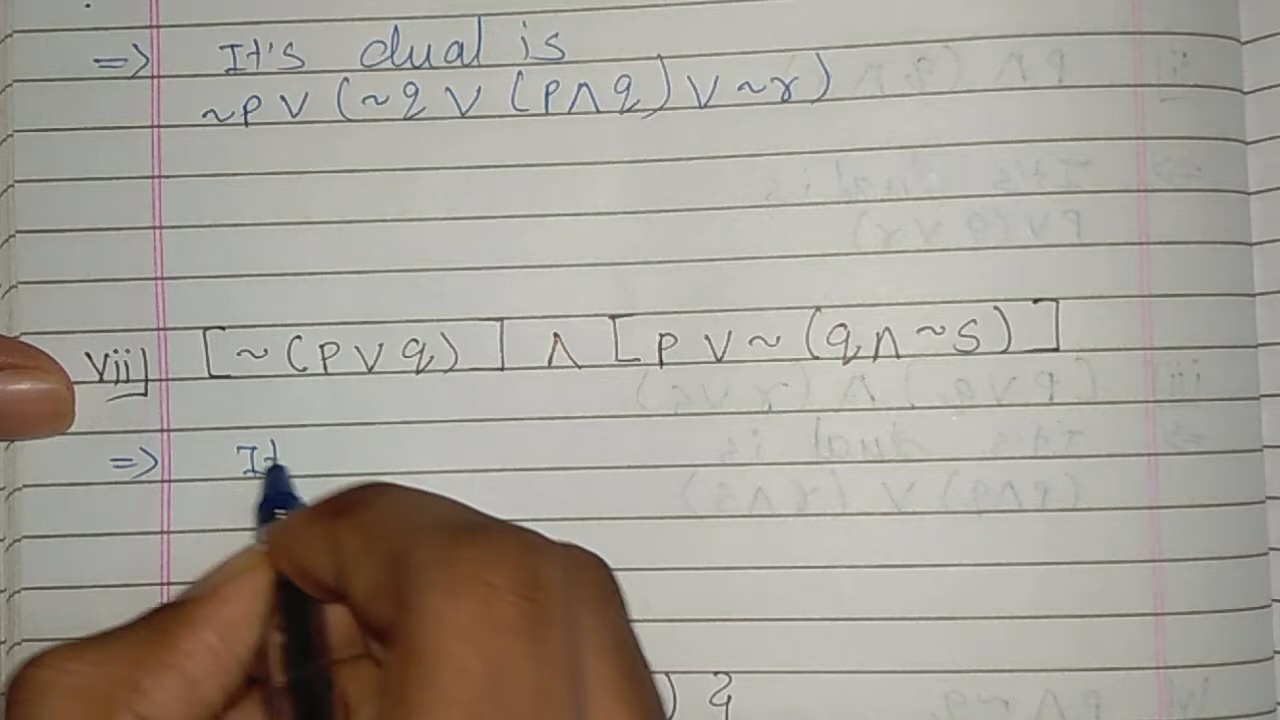 => It's dual is
~p ∨ (~q ∨ (p ∧ q) ∨ ~r)
vii] [~(p ∨ q)] ∧ [p ∨ ~(q ∧ ~s)]
=> It
) }